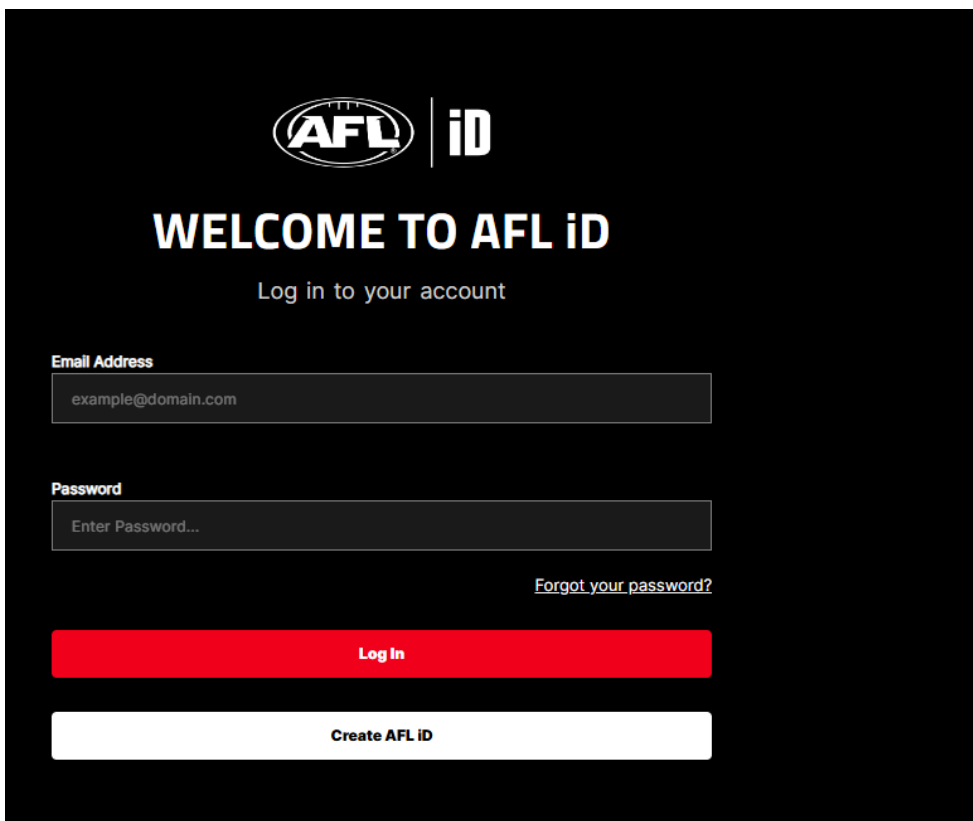 AFL iD
WELCOME TO AFL iD
Log in to your account
Email Address
example@domain.com
Password
Enter Password...
Forgot your password?
Log In
Create AFL iD